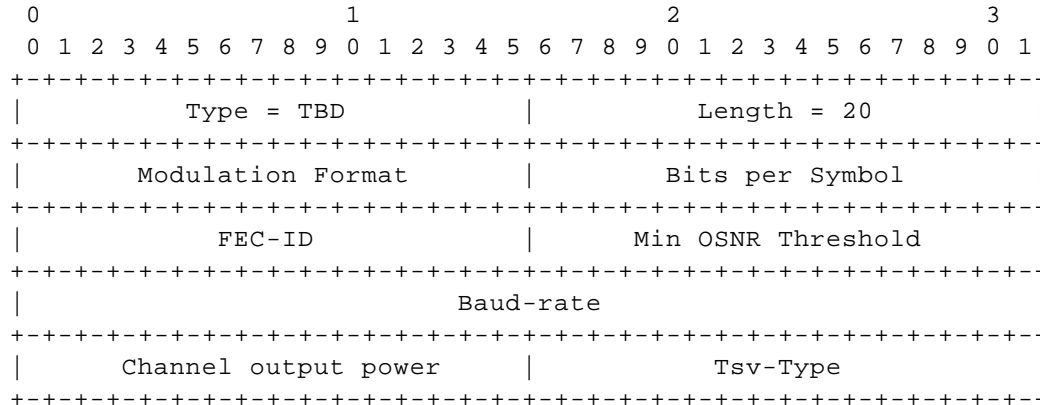 0                   1                   2                   3
0 1 2 3 4 5 6 7 8 9 0 1 2 3 4 5 6 7 8 9 0 1 2 3 4 5 6 7 8 9 0 1
+-+-+-+-+-+-+-+-+-+-+-+-+-+-+-+-+-+-+-+-+-+-+-+-+-+-+-+-+-+-+-+--
| Type = TBD | Length = 20
+-+-+-+-+-+-+-+-+-+-+-+-+-+-+-+-+-+-+-+-+-+-+-+-+-+-+-+-+-+-+-+--
| Modulation Format | Bits per Symbol
+-+-+-+-+-+-+-+-+-+-+-+-+-+-+-+-+-+-+-+-+-+-+-+-+-+-+-+-+-+-+-+--
| FEC-ID | Min OSNR Threshold
+-+-+-+-+-+-+-+-+-+-+-+-+-+-+-+-+-+-+-+-+-+-+-+-+-+-+-+-+-+-+-+--
| Baud-rate
+-+-+-+-+-+-+-+-+-+-+-+-+-+-+-+-+-+-+-+-+-+-+-+-+-+-+-+-+-+-+-+--
| Channel output power | Tsv-Type
+-+-+-+-+-+-+-+-+-+-+-+-+-+-+-+-+-+-+-+-+-+-+-+-+-+-+-+-+-+-+-+--